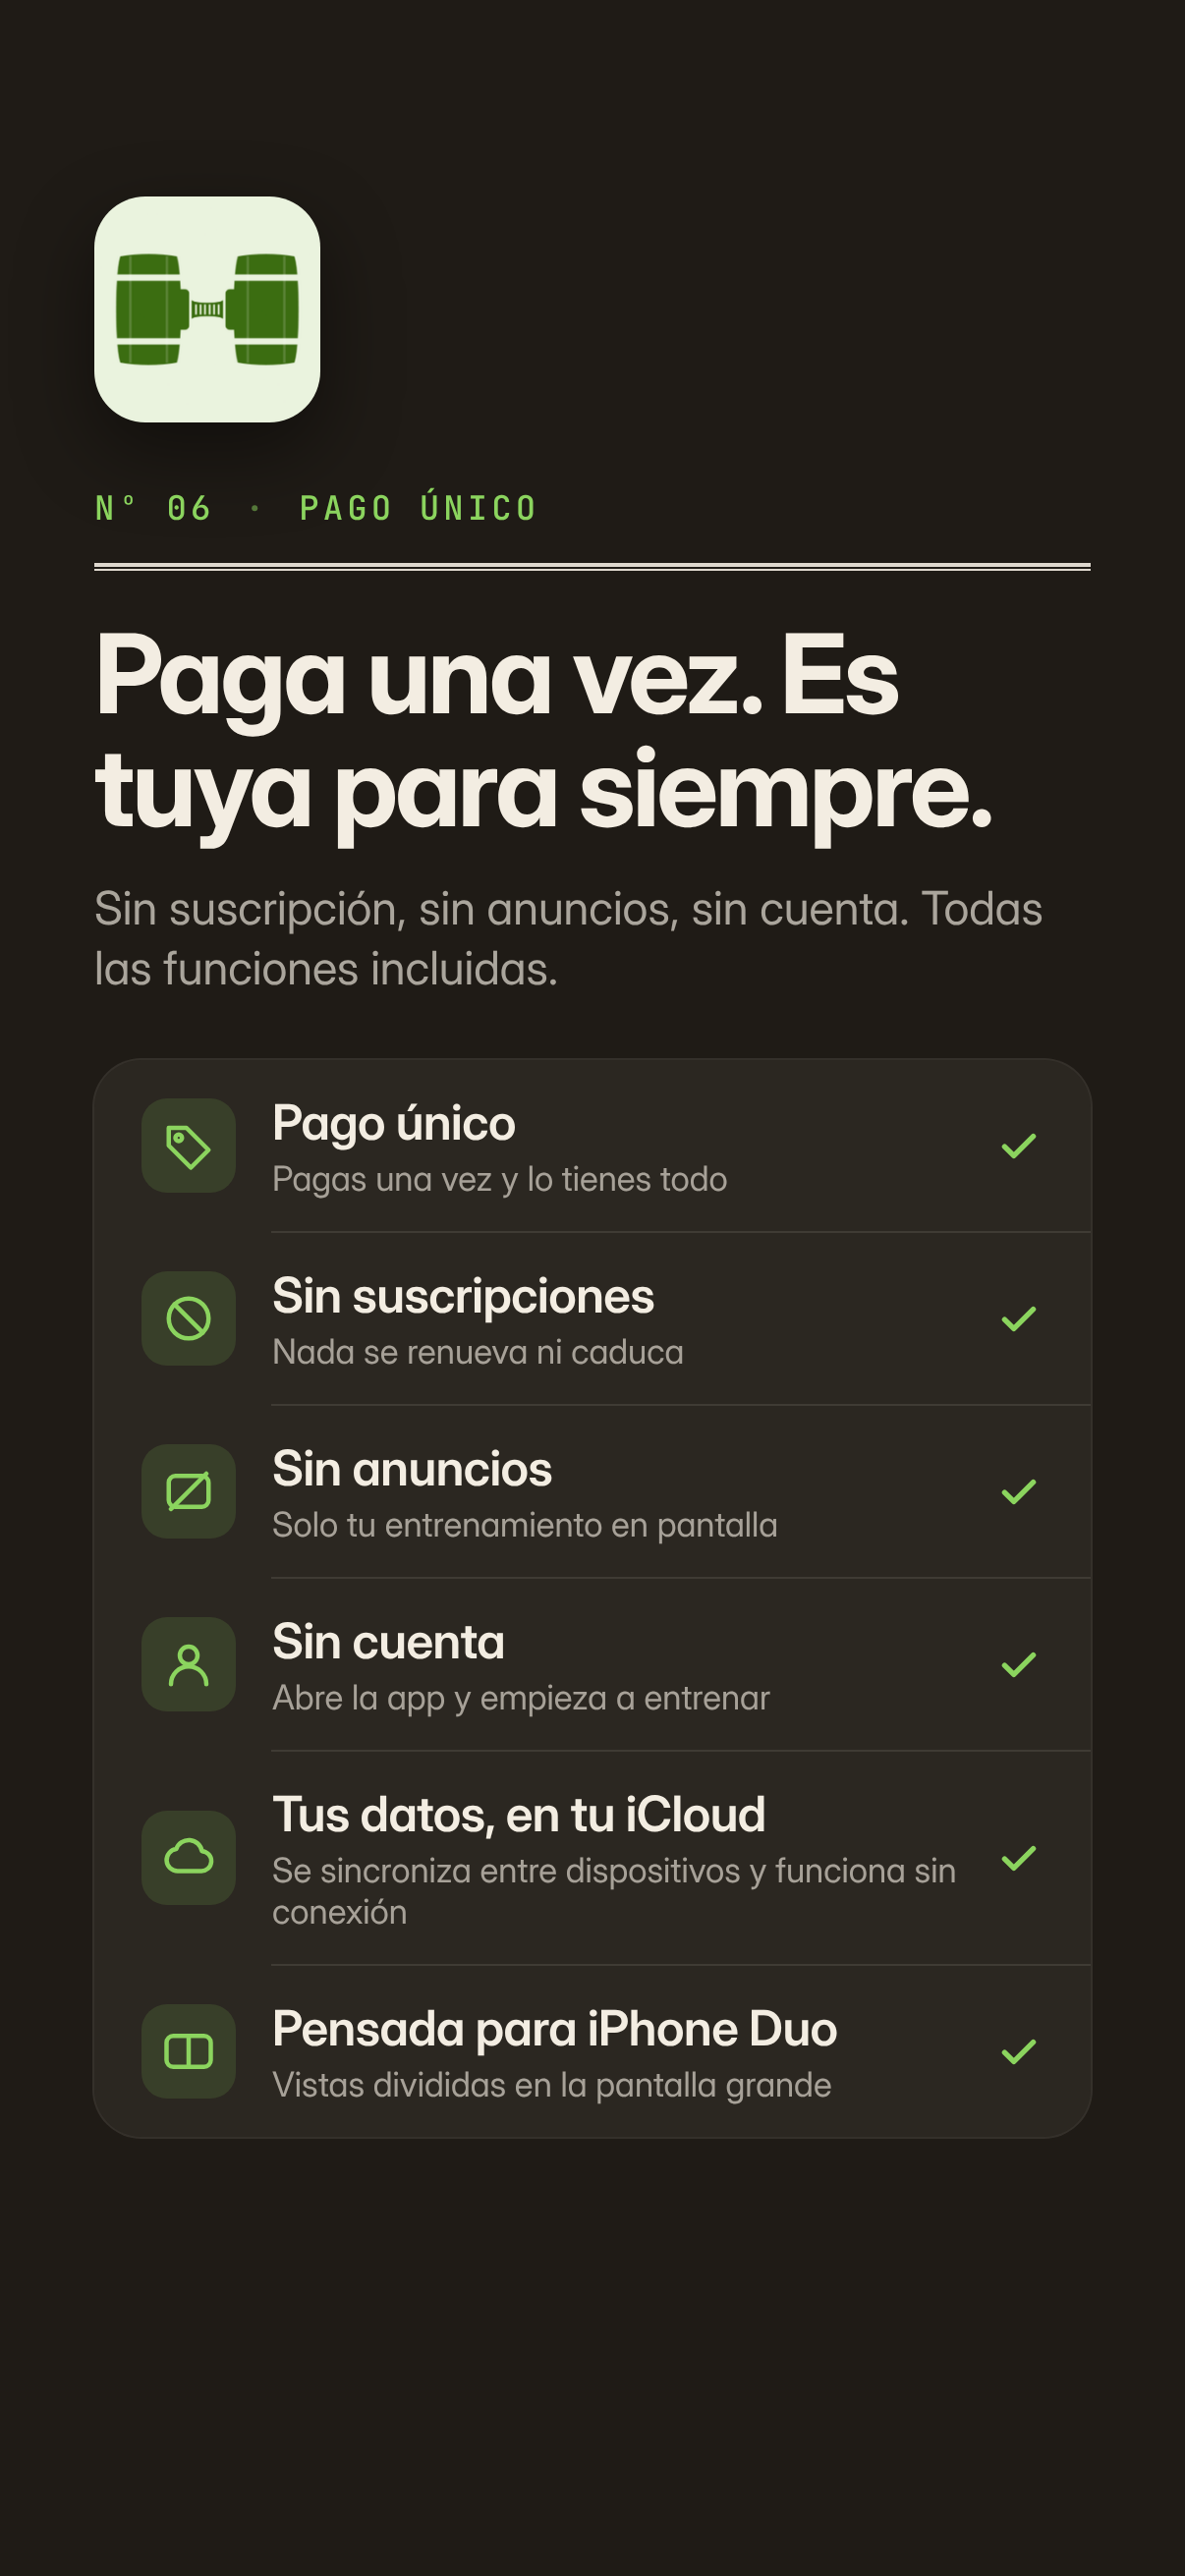 Nº 06 · PAGO ÚNICO
Paga una vez. Es
tuya para siempre.
Sin suscripción, sin anuncios, sin cuenta. Todas
las funciones incluidas.
Pago único
Pagas una vez y lo tienes todo
Sin suscripciones
Nada se renueva ni caduca
Sin anuncios
Solo tu entrenamiento en pantalla
Sin cuenta
Abre la app y empieza a entrenar
Tus datos, en tu iCloud
Se sincroniza entre dispositivos y funciona sin
conexión
Pensada para iPhone Duo
Vistas divididas en la pantalla grande